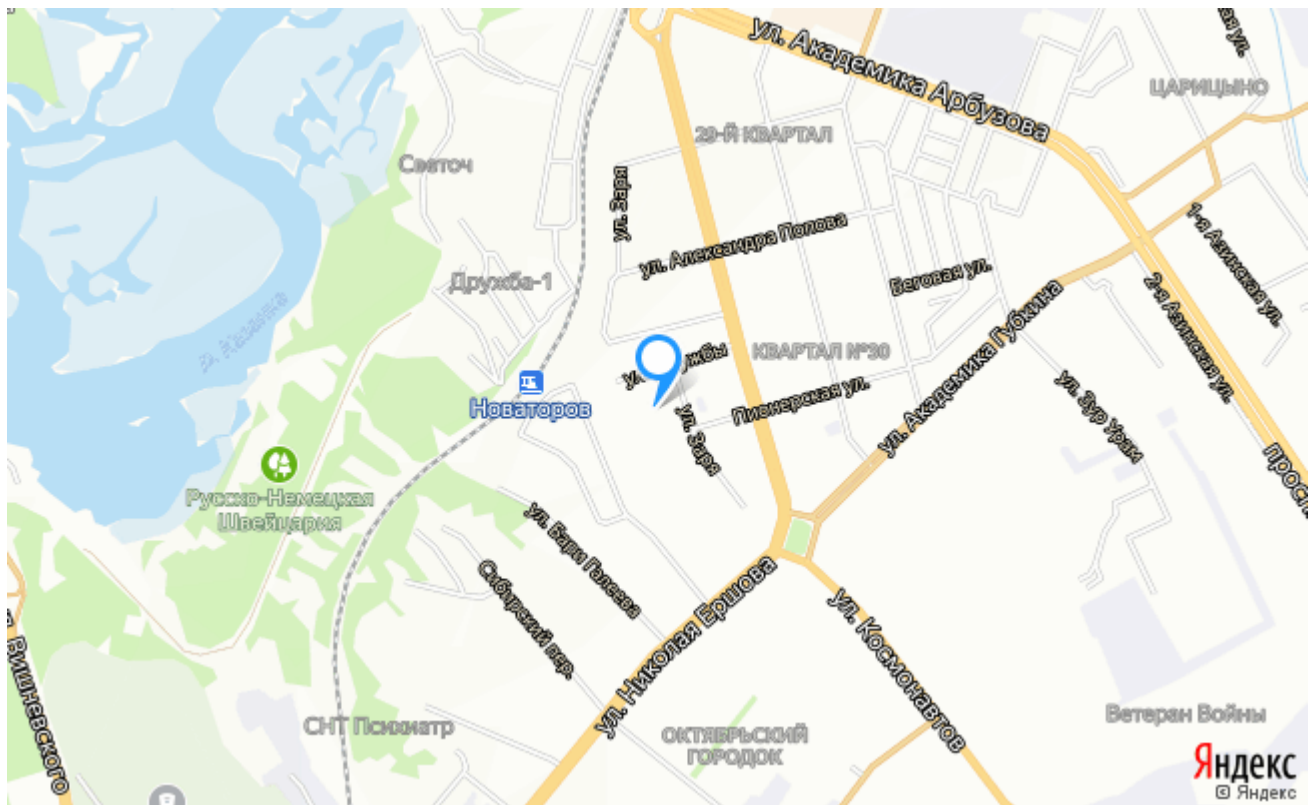 ул. Академика Арбузова
ЦАРИЦЫНО
29-Й КВАРТАЛ
Светоч
ул. Заря
ул. Александра Попова
1-я Азинская ул.
Беговая ул.
Дружба-1
2-я Азинская ул.
ул. Академика Губкина
КВАРТАЛ №30
ул.
Пионерская ул.
Новаторов
ул. Заря
ул. Зур Урам
Русско-Немецкая
Швейцария
ул. Бари Галеева
Сибирский пер.
ул. Николая Ершова
ул. Космонавтов
Вишневского
СНТ Психиатр
ОКТЯБРЬСКИЙ
ГОРОДОК
Ветеран Войны
Яндекс
© Яндекс